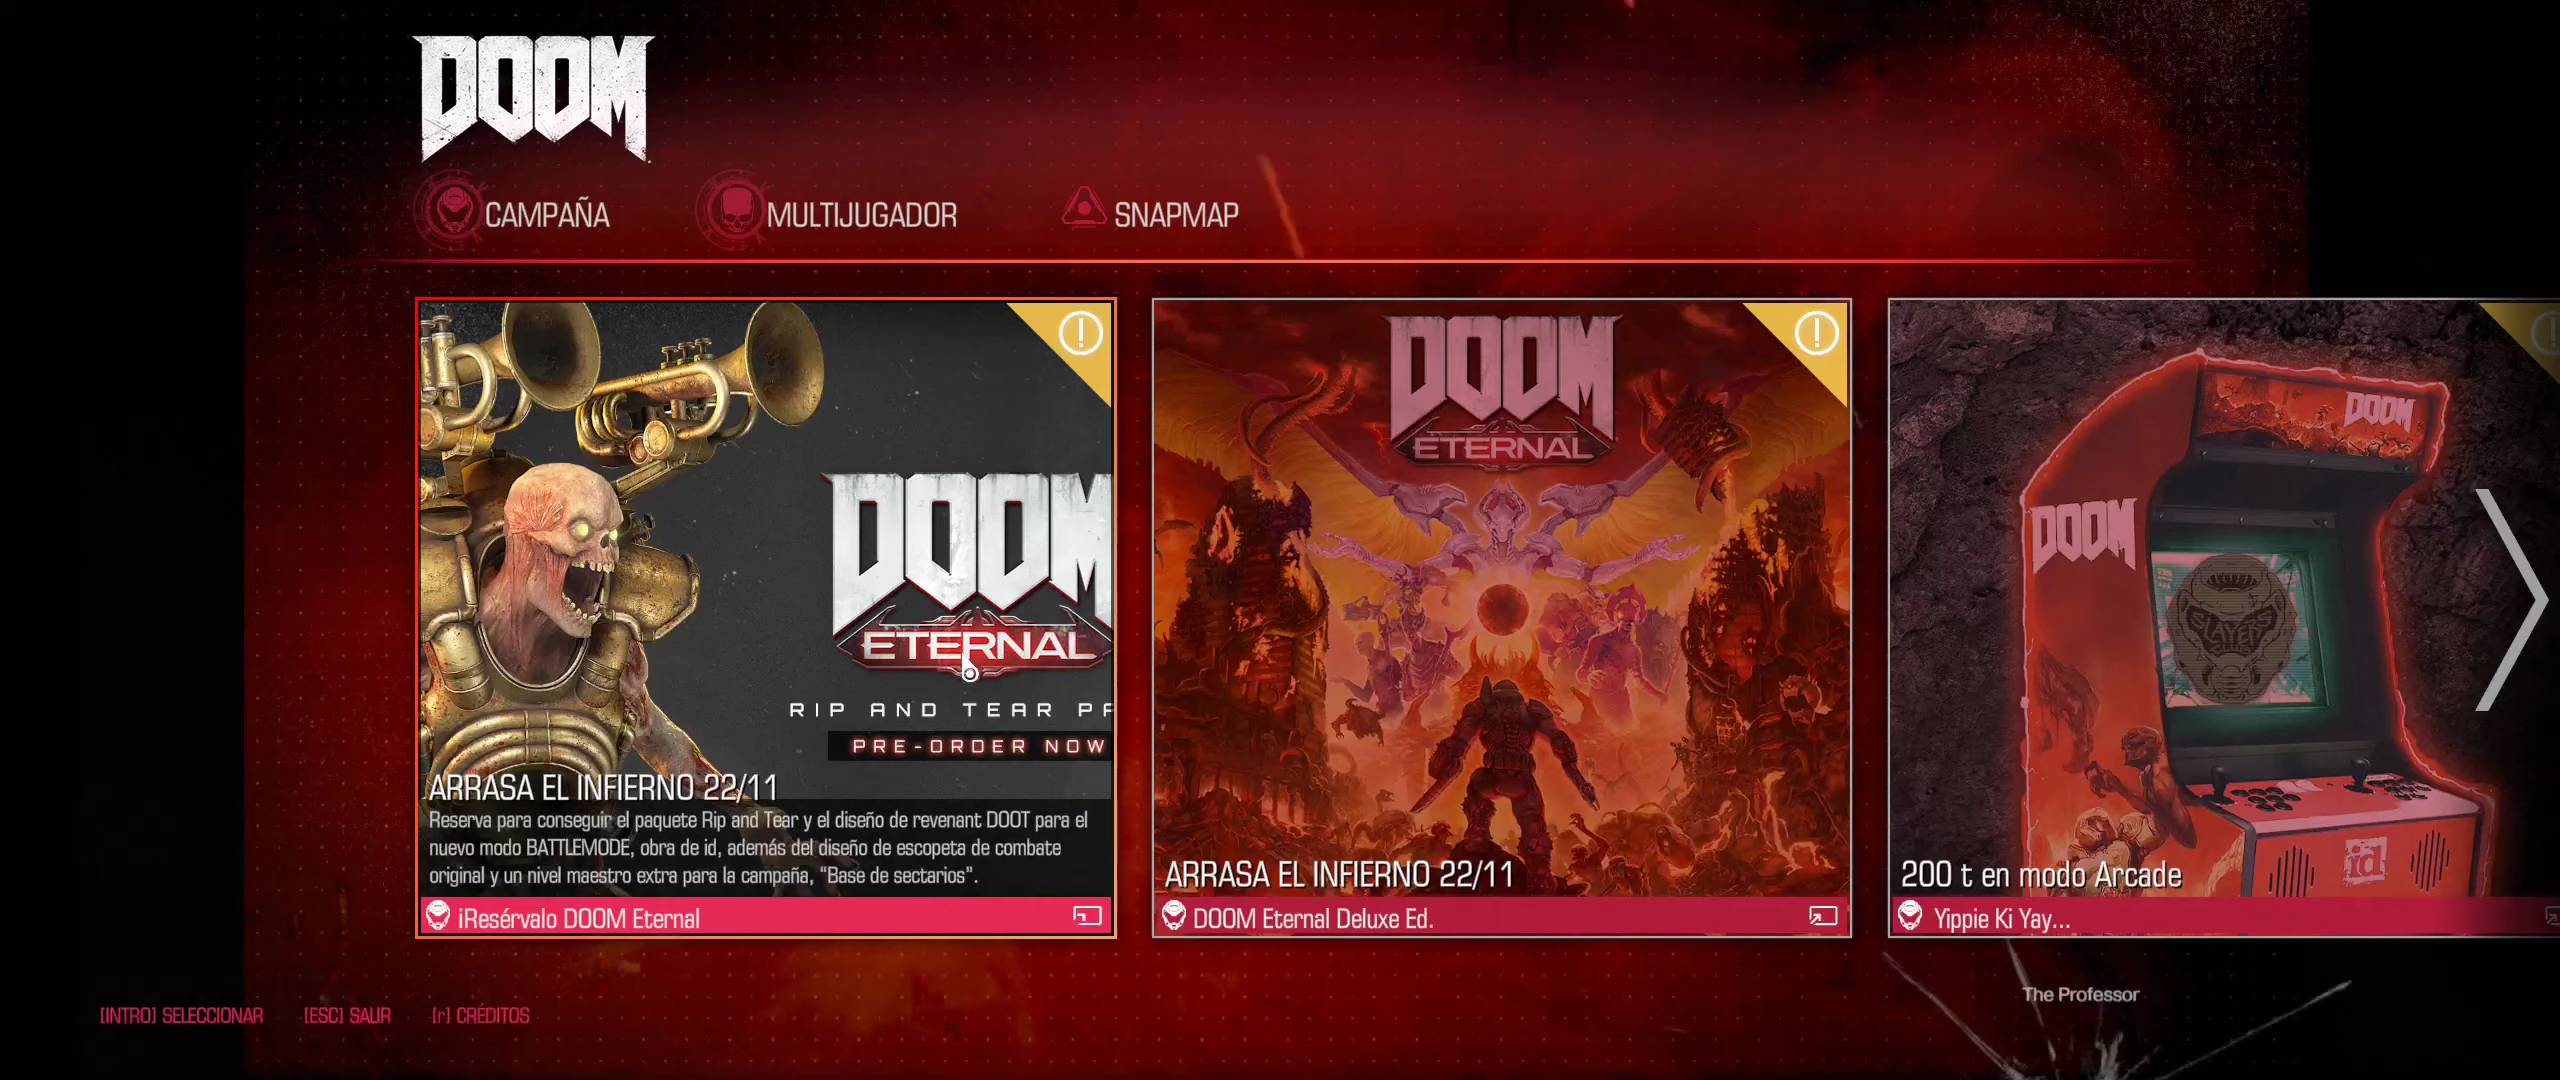 DOOM
CAMPAÑA
MULTIJUGADOR
SNAPMAP
DOOM
ETERNAL
RIP AND TEAR PA
PRE-ORDER NOW
ARRASA EL INFIERNO 22/11
Reserva para conseguir el paquete Rip and Tear y el diseño de revenant DOOT para el
nuevo modo BATTLEMODE, obra de id, además del diseño de escopeta de combate
original y un nivel maestro extra para la campaña, “Base de sectarios”.
¡Resérvalo DOOM Eternal
DOOM
ETERNAL
ARRASA EL INFIERNO 22/11
DOOM Eternal Deluxe Ed.
DOOM
DOOM
SLAYERS
CLUB
id
200 t en modo Arcade
Yippie Ki Yay...
The Professor
[INTRO] SELECCIONAR
[ESC] SALIR
[r] CRÉDITOS